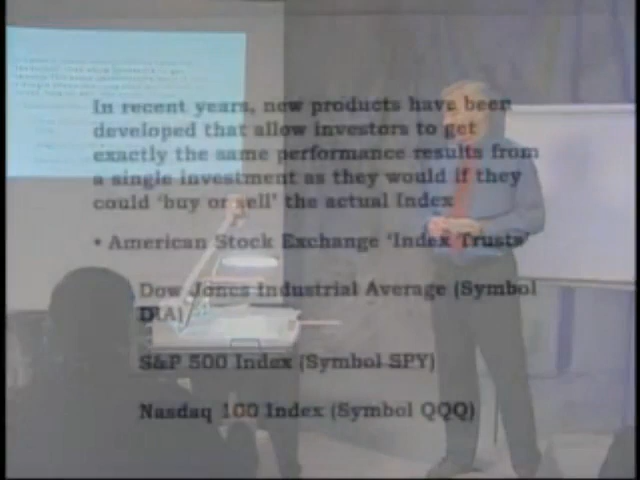 In recent years, new products have been
developed that allow investors to get
exactly the same performance results from
a single investment as they would if they
could 'buy or sell' the actual Index
• American Stock Exchange 'Index Trusts'
Dow Jones Industrial Average (Symbol
DIA)
S&P 500 Index (Symbol SPY)
Nasdaq 100 Index (Symbol QQQ)